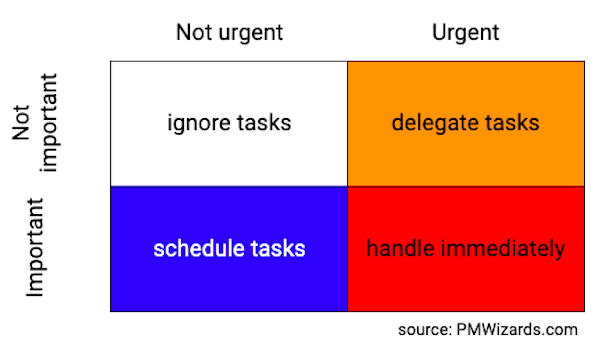 Not urgent
Urgent
Not
important
ignore tasks
delegate tasks
Important
schedule tasks
handle immediately
source: PMWizards.com